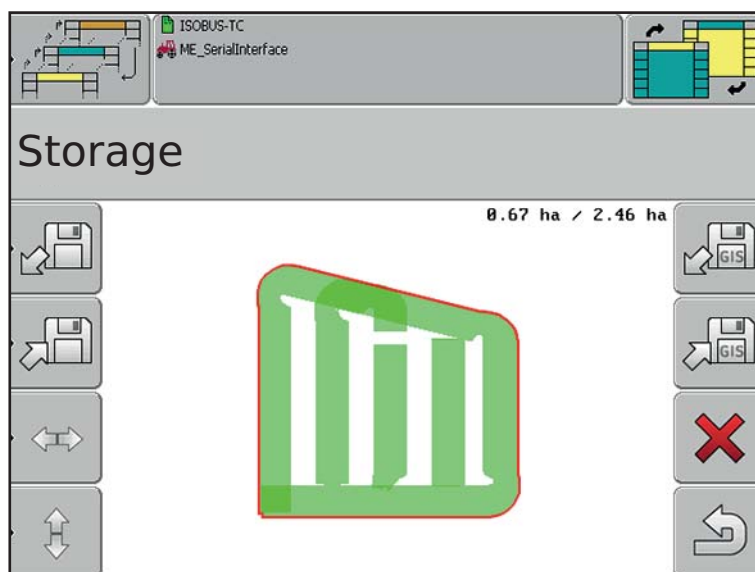 ISOBUS-TC
ME_SerialInterface
Storage
0.67 ha / 2.46 ha
GIS
GIS